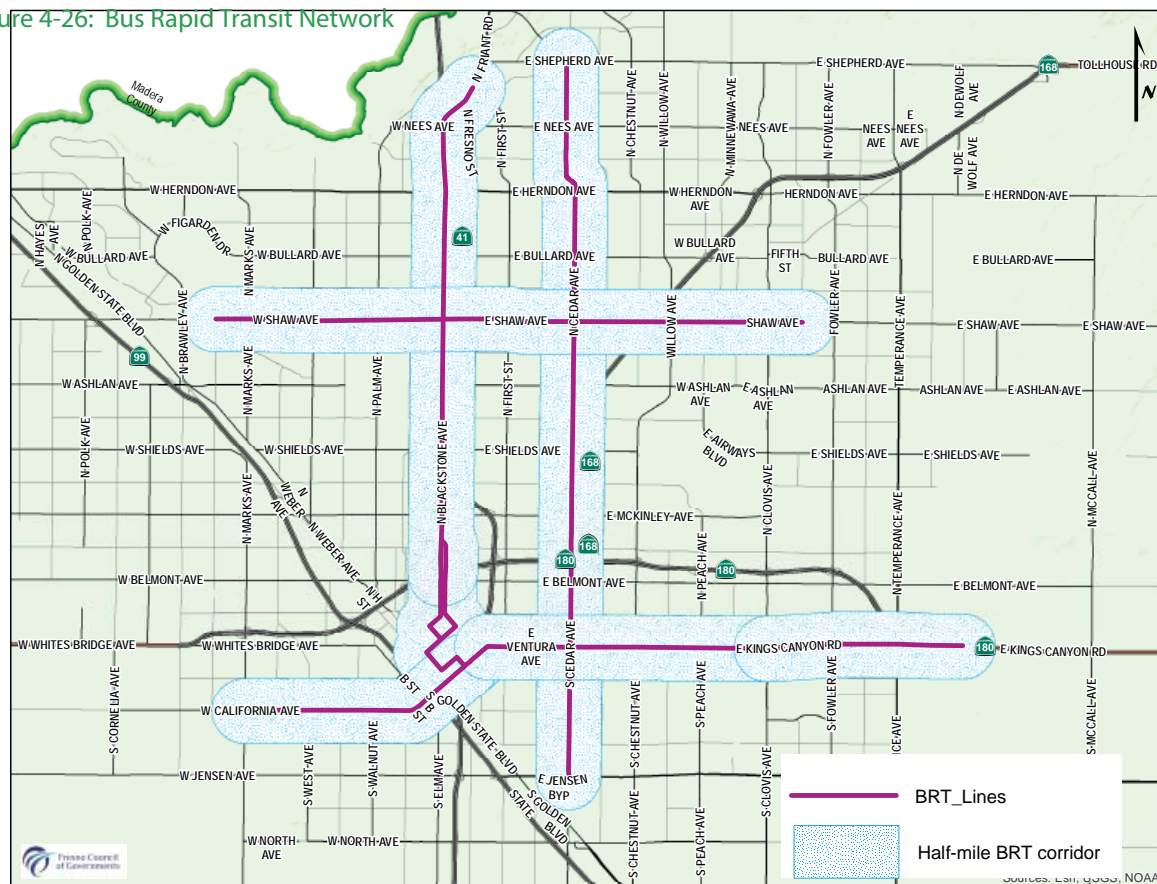 ure 4-26: Bus Rapid Transit Network
Madera
County
N FRIANT RD
E SHEPHERD AVE
E SHEPHERD AVE
168
TOLLHOUSE RD
N
W NEES AVE
N FRESNO ST
N FIRST ST
E NEES AVE
N CHESTNUT AVE
N WILLOW AVE
N MINNEWAWA AVE
NEES AVE
N FOWLER AVE
E
NEES
AVE
E
NEES
AVE
N DEWOLF
AVE
N DE
WOLF AVE
W HERNDON AVE
E HERNDON AVE
W HERNDON
AVE
HERNDON AVE
E HERNDON AVE
N HAYES
AVE
N POLK AVE
W FIGARDEN DR
W BULLARD AVE
N MARKS AVE
W BULLARD AVE
41
E BULLARD AVE
N CEDAR AVE
W BULLARD
AVE
FIFTH
ST
BULLARD AVE
E BULLARD AVE
N GOLDEN STATE BLVD
N BRAWLEY AVE
W SHAW AVE
E SHAW AVE
WILLOW AVE
SHAW AVE
FOWLER AVE
TEMPERANCE AVE
E SHAW AVE
E SHAW AVE
99
W ASHLAN AVE
N MARKS AVE
N PALM AVE
N FIRST ST
W ASHLAN
AVE
E ASHLAN
AVE
ASHLAN AVE
ASHLAN AVE
E ASHLAN AVE
N POLK AVE
W SHIELDS AVE
W SHIELDS AVE
N BLACKSTONE AVE
E SHIELDS AVE
168
E AIRWAYS
BLVD
E SHIELDS AVE
E SHIELDS AVE
N MCCALL AVE
N MARKS AVE
N
WEBER
AVE
N WEBER AVE
E MCKINLEY AVE
N CLOVIS AVE
N TEMPERANCE AVE
168
180
180
N PEACH AVE
W BELMONT AVE
N H
ST
E BELMONT AVE
E BELMONT AVE
W WHITES BRIDGE AVE
W WHITES BRIDGE AVE
E
VENTURA
AVE
S CEDAR AVE
E KINGS CANYON RD
180
E KINGS CANYON RD
S CORNELIA AVE
B ST
S B
ST
S GOLDEN STATE BLVD
W CALIFORNIA AVE
S CHESTNUT AVE
S PEACH AVE
S FOWLER AVE
S MCCALL AVE
W JENSEN AVE
S WEST AVE
S WALNUT AVE
S ELM AVE
E JENSEN
BYP
S CHESTNUT AVE
S PEACH AVE
S CLOVIS AVE
ICE AVE
S GOLDEN
STATE BLVD
W NORTH
AVE
W NORTH AVE
BRT_Lines
Half-mile BRT corridor
Fresno Council
of Governments
Sources: Esri, USGS, NOAA